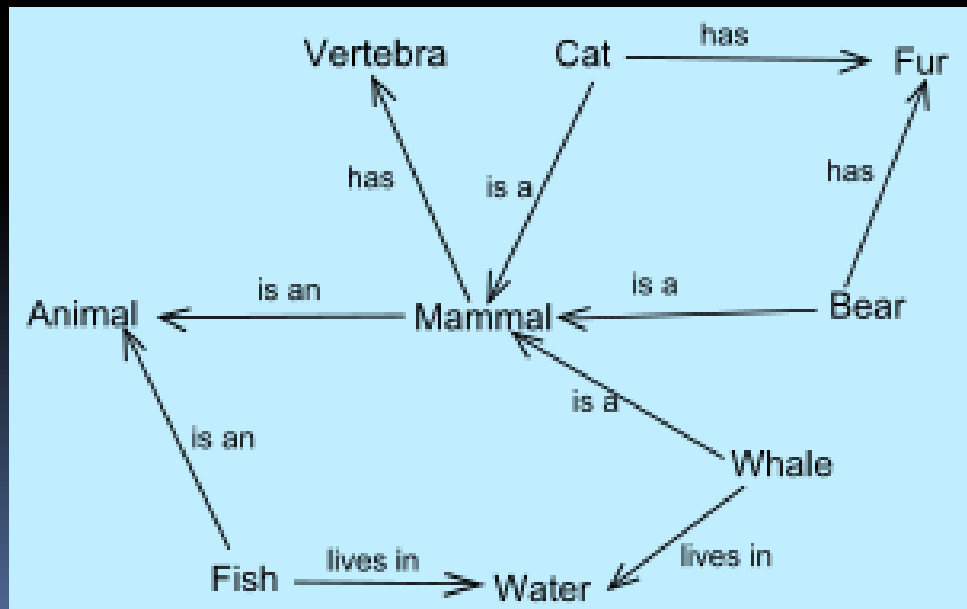 has
Vertebra Cat Fur
has is a has
is an is a
Animal Mammal Bear
is a
is an
Whale
lives in lives in
Fish Water